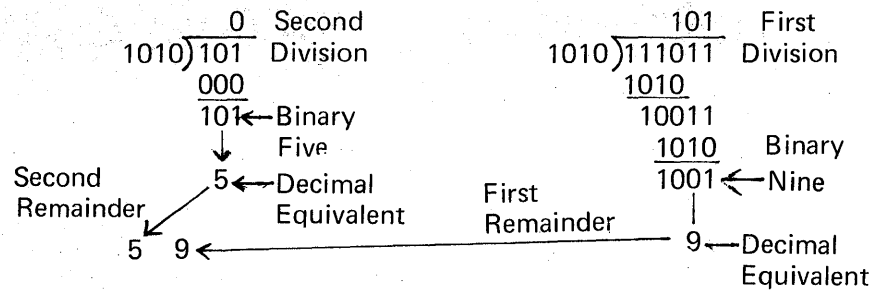 0 Second
1010)101 Division
000
101 Binary
Five
5 Decimal
Equivalent
Second
Remainder
101 First
1010)111011 Division
1010
10011
1010 Binary
1001 Nine
First
Remainder
9 Decimal
Equivalent
5 9